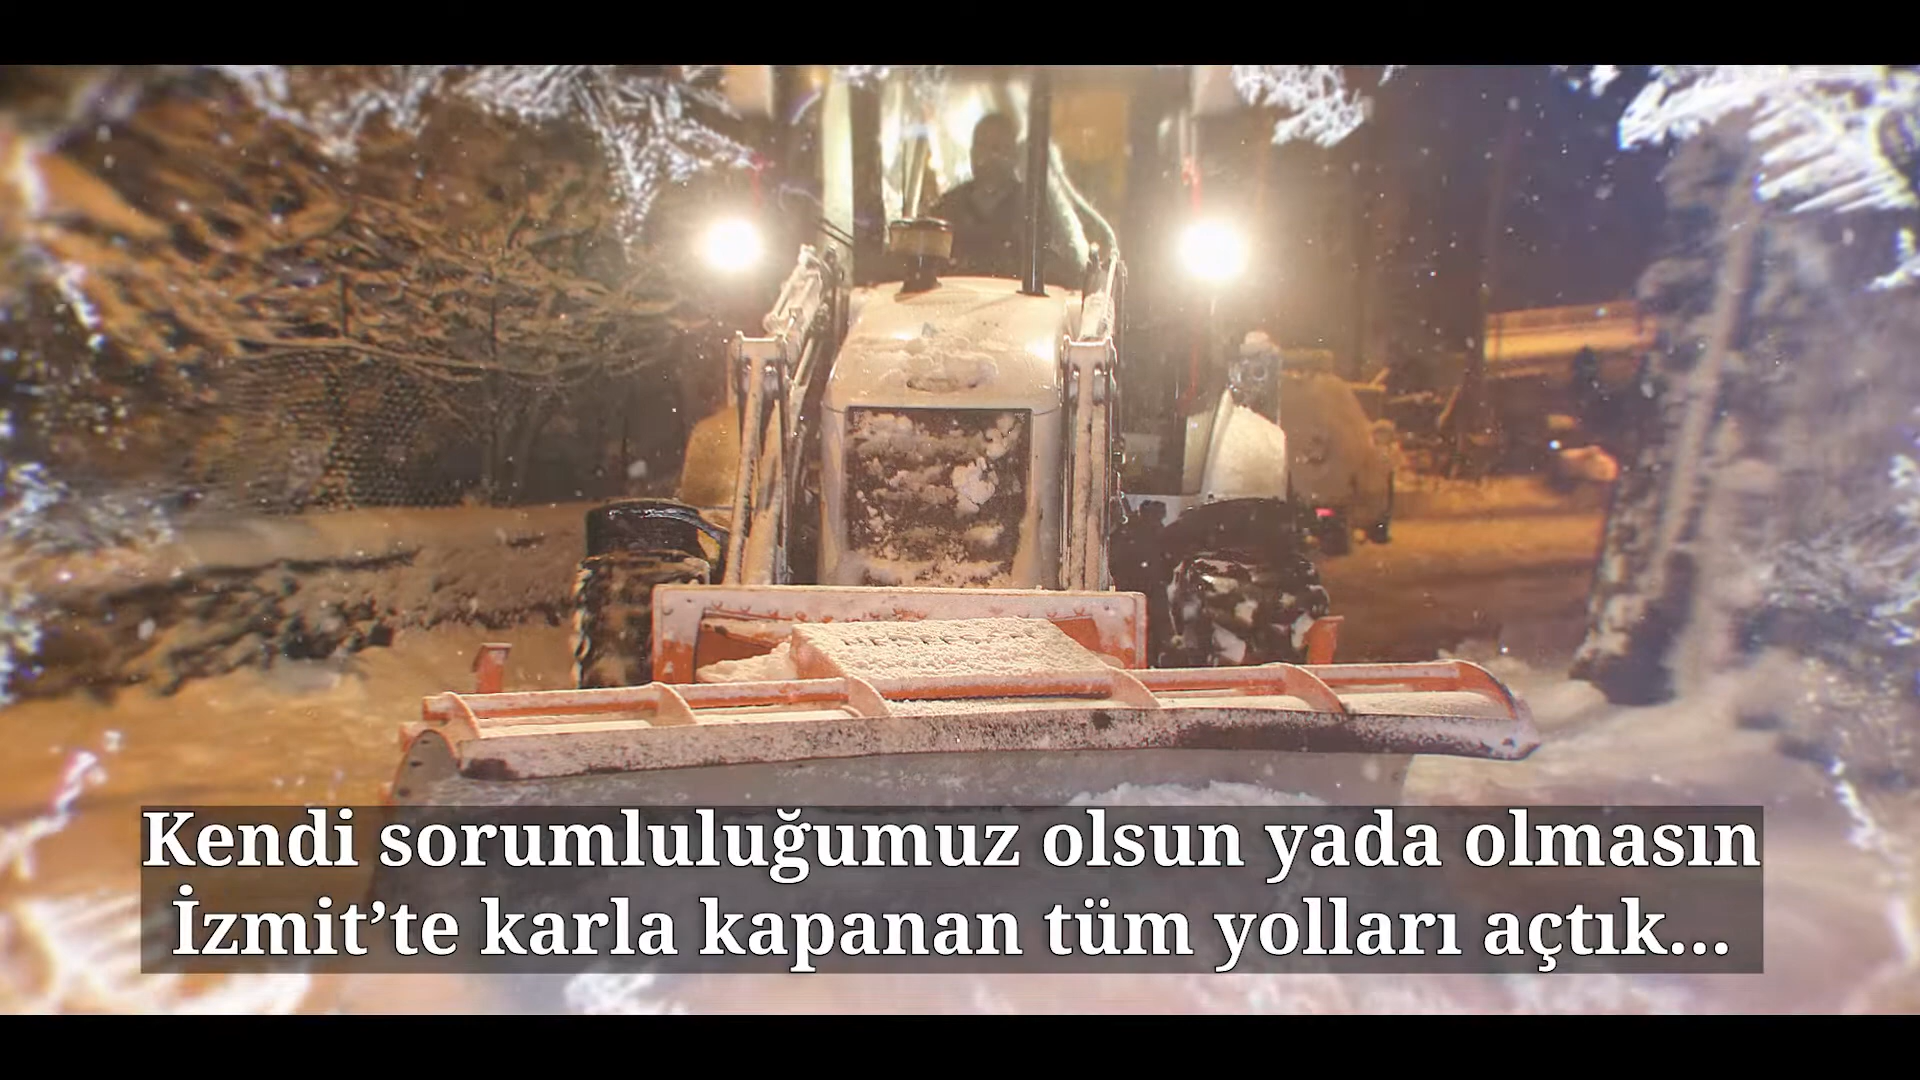 Kendi sorumluluğumuz olsun yada olmasın
İzmit’te karla kapanan tüm yolları açtık...